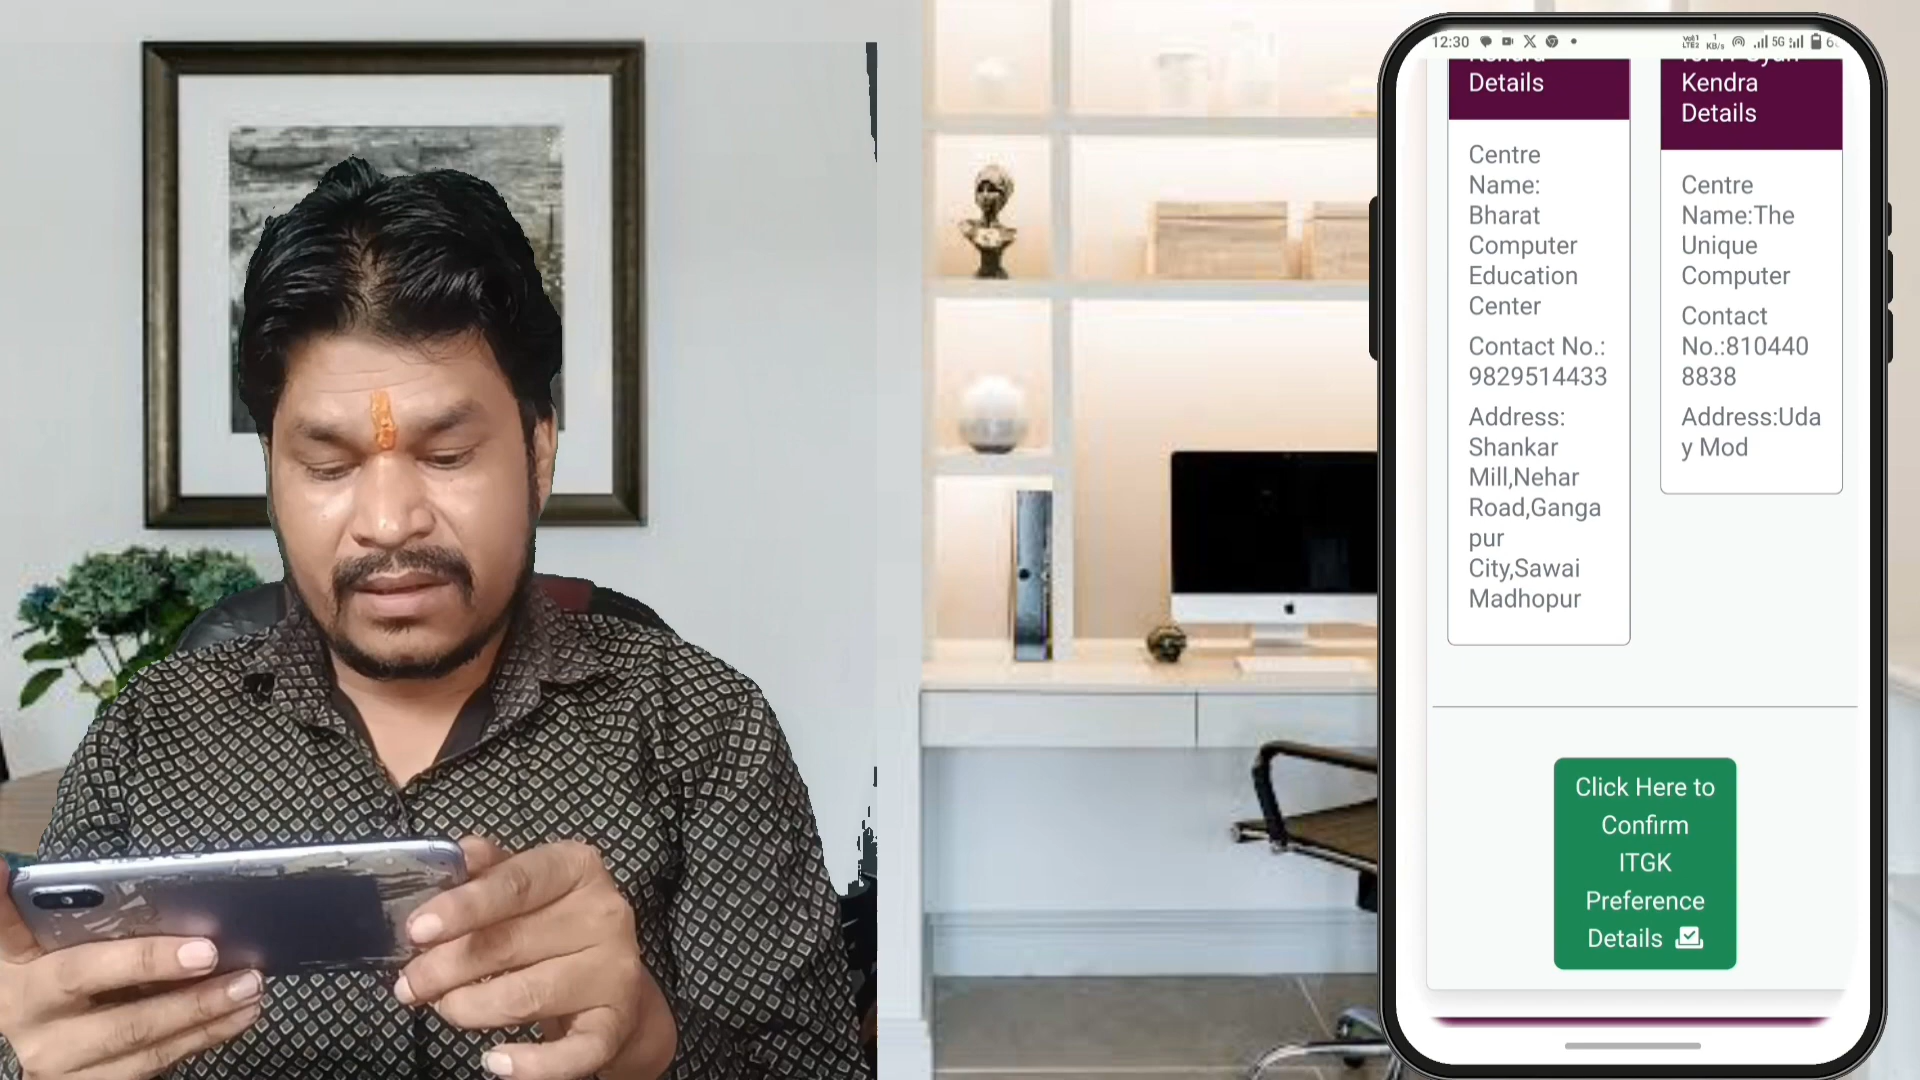 12:30
5G
Details
Centre
Name:
Bharat
Computer
Education
Center
Contact No.:
9829514433
Address:
Shankar
Mill,Nehar
Road,Ganga
pur
City,Sawai
Madhopur
Kendra
Details
Centre
Name:The
Unique
Computer
Contact
No.:810440
8838
Address:Uda
y Mod
Click Here to
Confirm
ITGK
Preference
Details